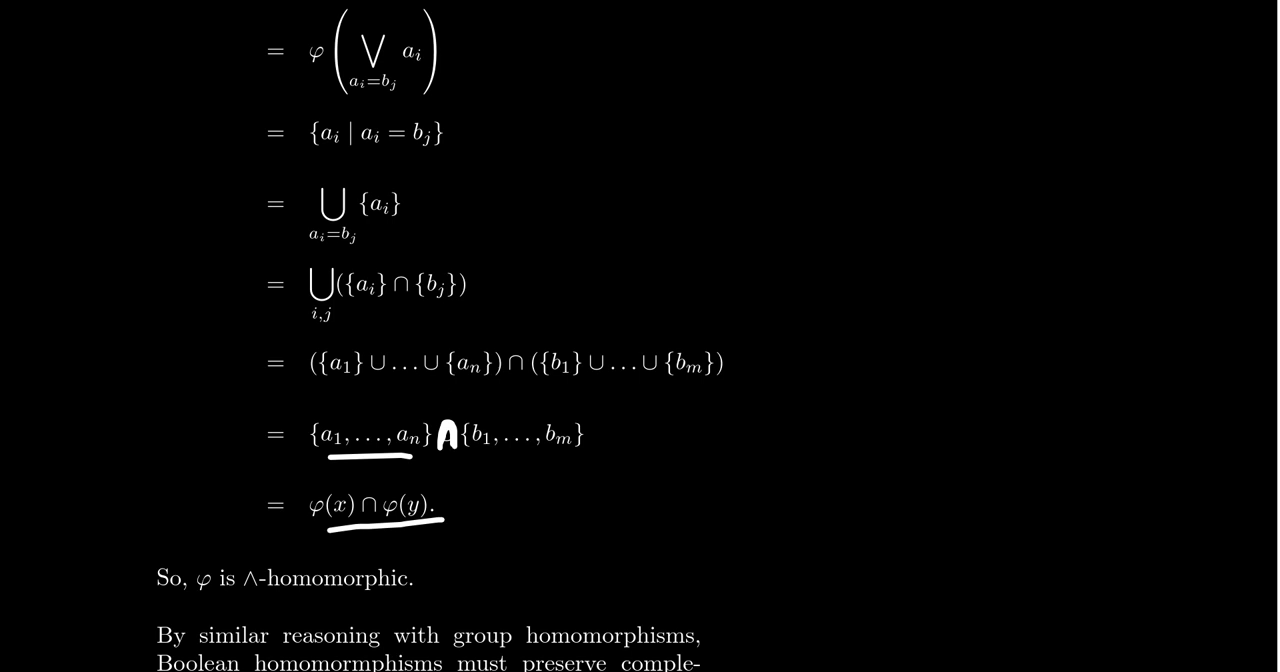 = φ ( ⋁_{a_i=b_j} a_i )
= {a_i | a_i = b_j}
= ⋃_{a_i=b_j} {a_i}
= ⋃_{i,j} ({a_i} ∩ {b_j})
= ({a_1} ∪ … ∪ {a_n}) ∩ ({b_1} ∪ … ∪ {b_m})
= {a_1, …, a_n} ∩ {b_1, …, b_m}
= φ(x) ∩ φ(y).
So, φ is ∧-homomorphic.
By similar reasoning with group homomorphisms,
Boolean homomormphisms must preserve comple-